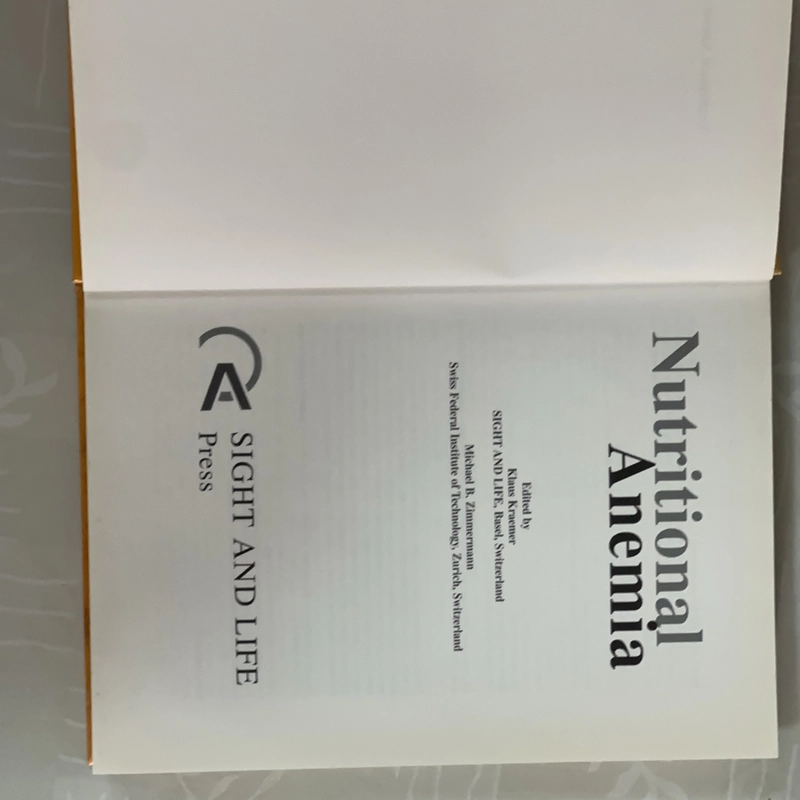 Nutritional
Anemia
Edited by
Klaus Kraemer
SIGHT AND LIFE, Basel, Switzerland
Michael B. Zimmermann
Swiss Federal Institute of Technology, Zurich, Switzerland
SIGHT AND LIFE
Press